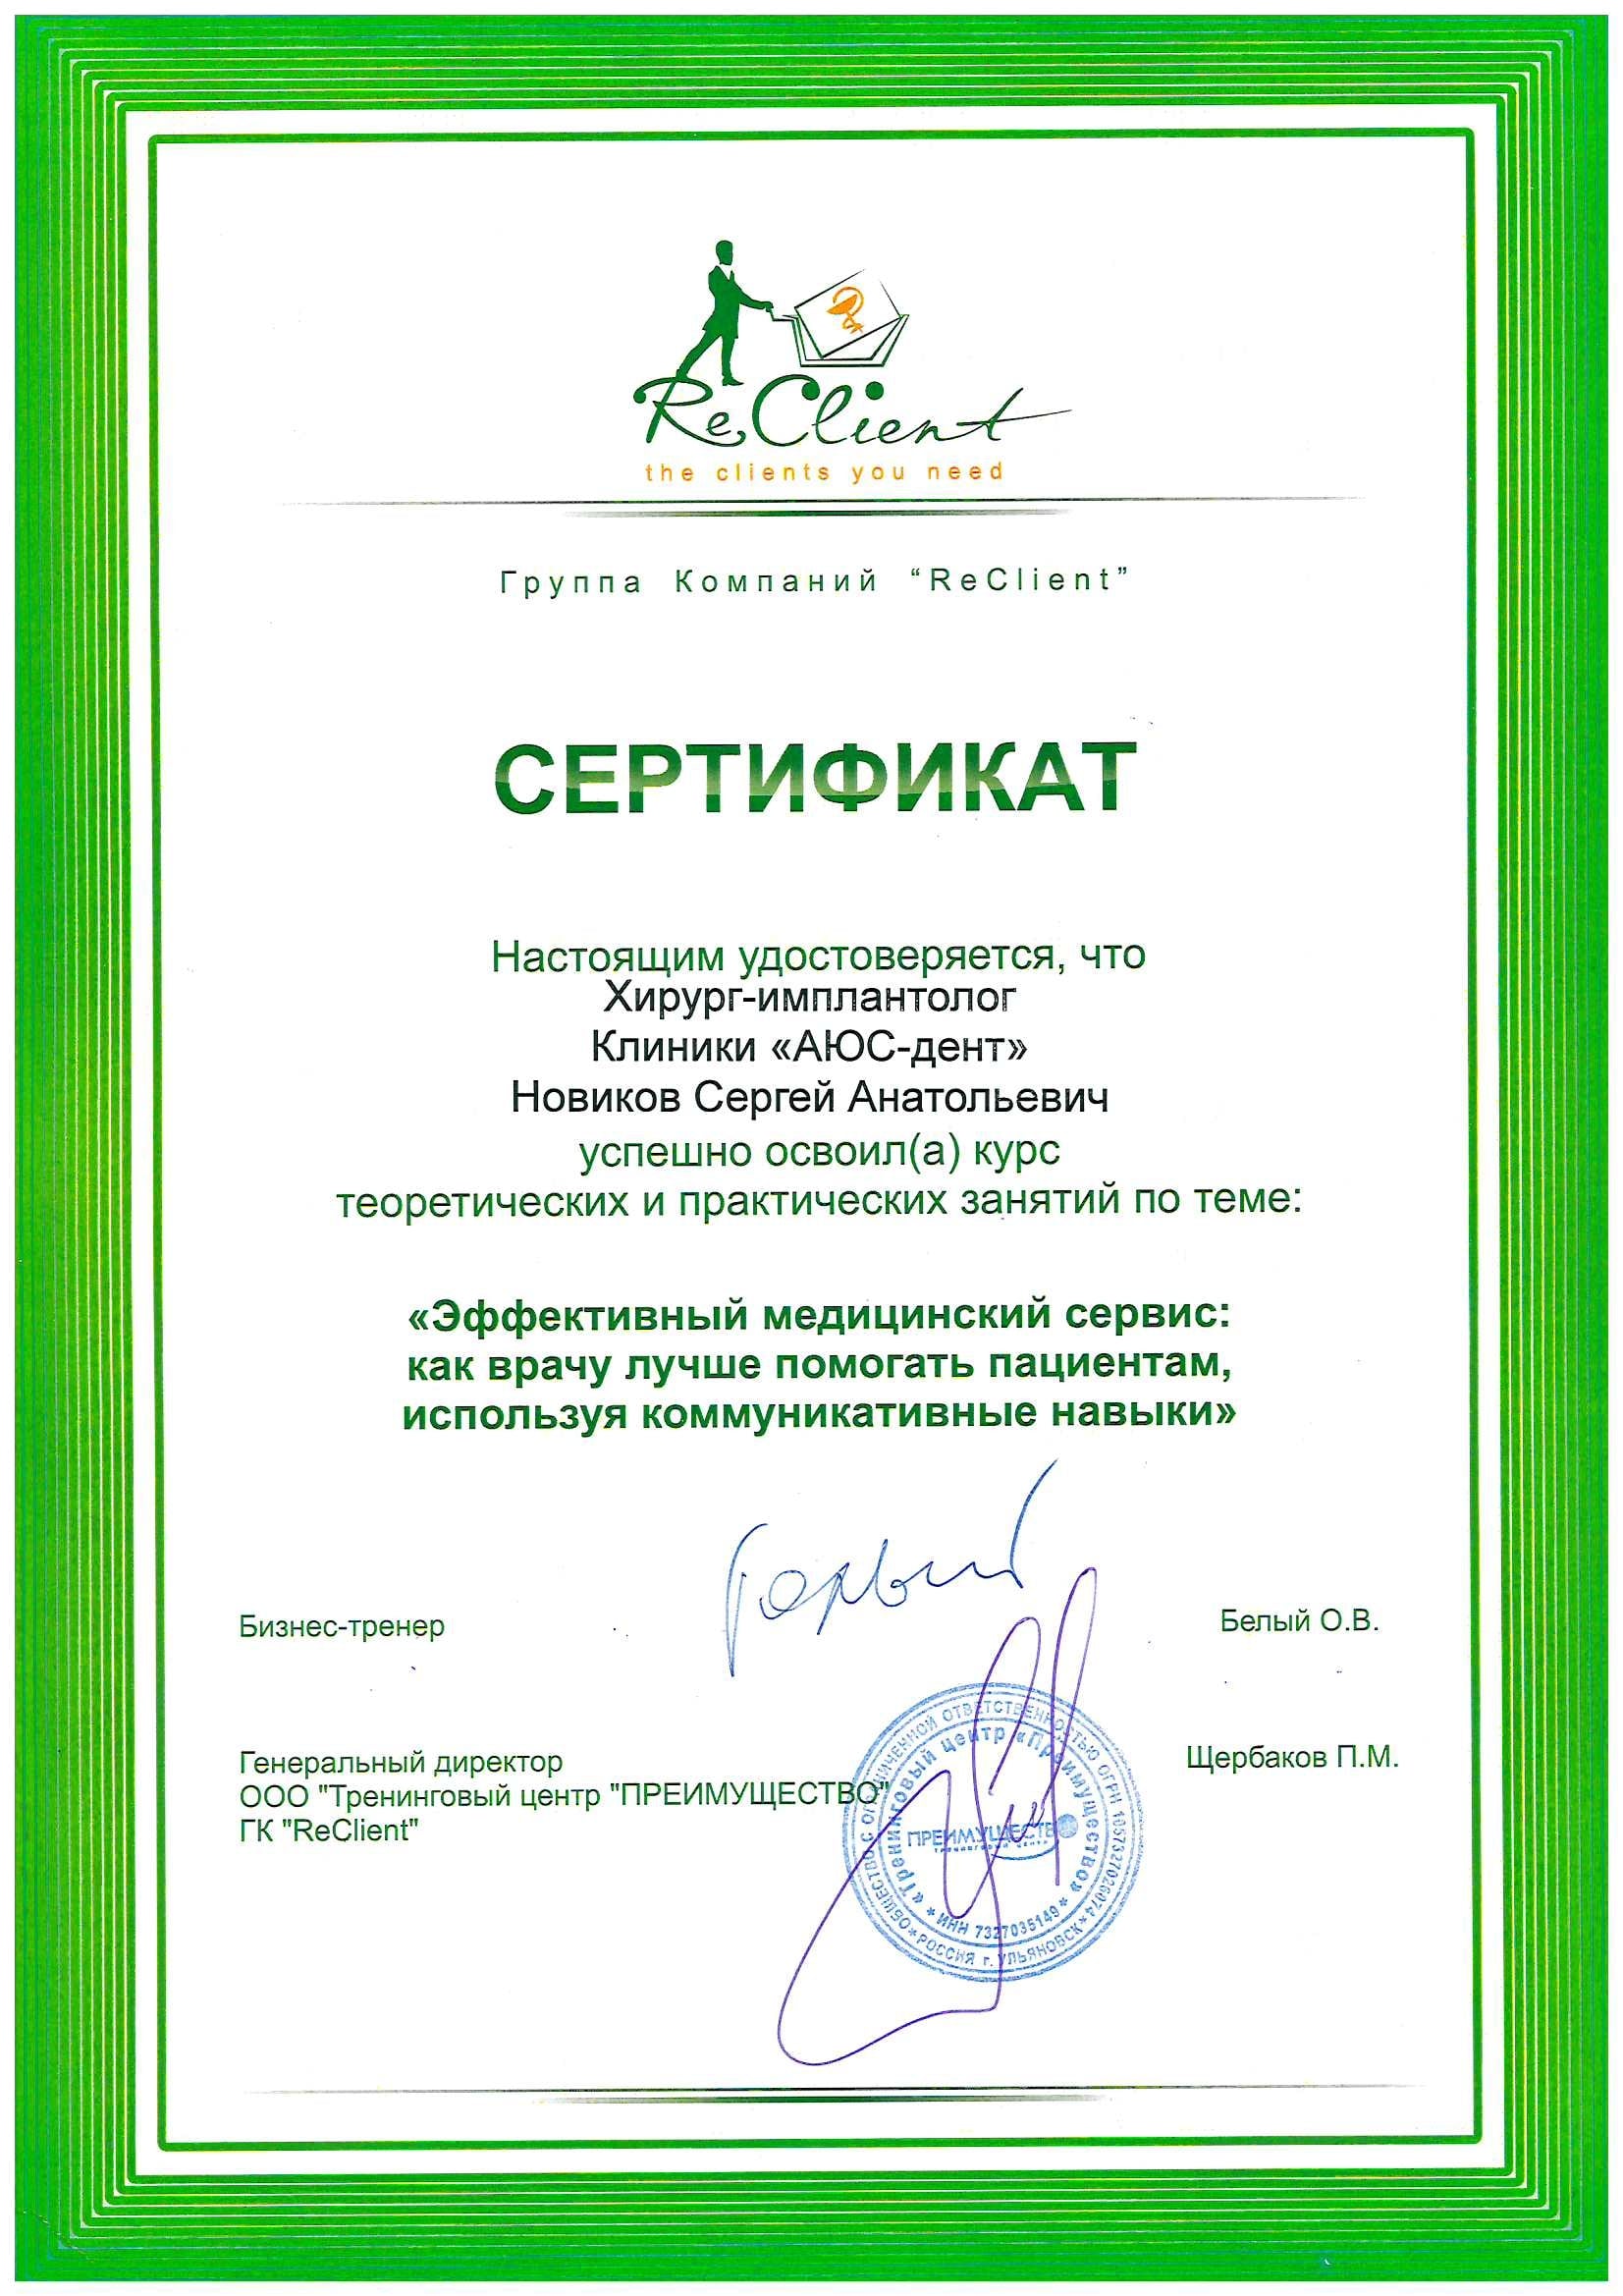 ReClient
the clients you need
Группа Компаний “ReClient”
СЕРТИФИКАТ
Настоящим удостоверяется, что
Хирург-имплантолог
Клиники «АЮС-дент»
Новиков Сергей Анатольевич
успешно освоил(а) курс
теоретических и практических занятий по теме:
«Эффективный медицинский сервис:
как врачу лучше помогать пациентам,
используя коммуникативные навыки»
Бизнес-тренер
Белый О.В.
Генеральный директор
ООО "Тренинговый центр "ПРЕИМУЩЕСТВО"
ГК "ReClient"
Щербаков П.М.
ОБЩЕСТВО С ОГРАНИЧЕННОЙ ОТВЕТСТВЕННОСТЬЮ ОГРН 1057327026074
* РОССИЯ г. УЛЬЯНОВСК *
«Тренинговый центр «Преимущество»
* ИНН 7327035149 *
ПРЕИМУЩЕСТВО
тренинговый центр